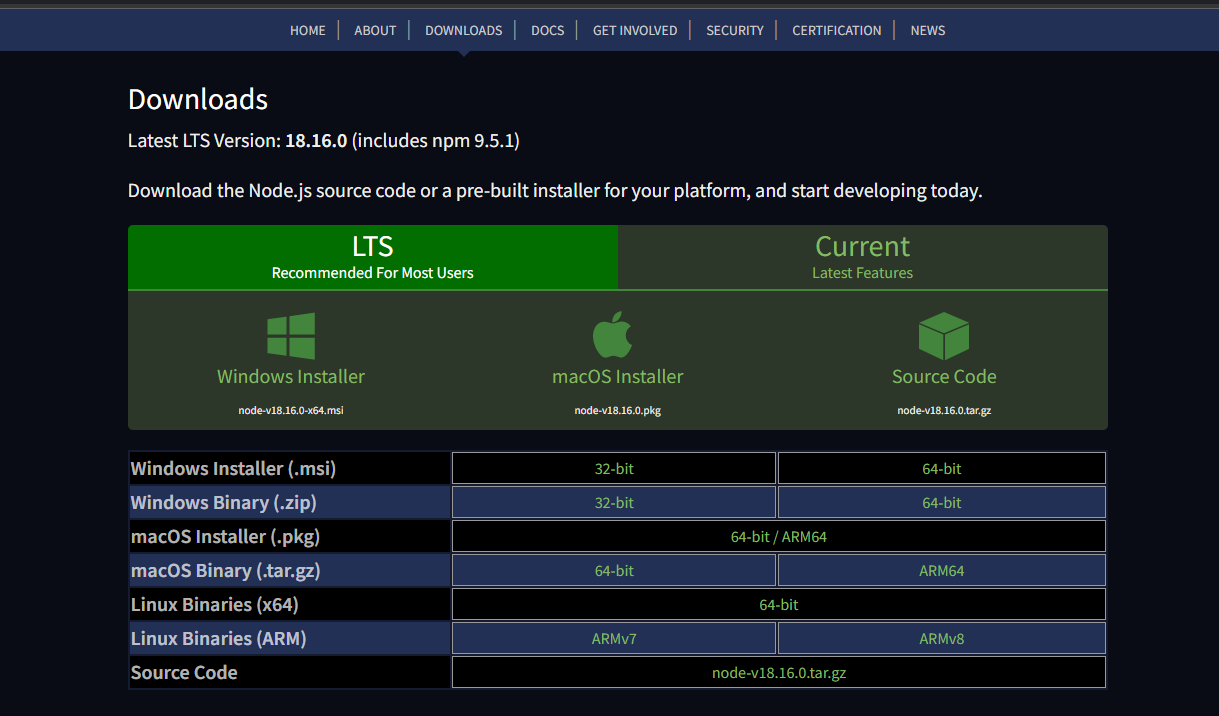 HOME ABOUT DOWNLOADS DOCS GET INVOLVED SECURITY CERTIFICATION NEWS
Downloads
Latest LTS Version: 18.16.0 (includes npm 9.5.1)
Download the Node.js source code or a pre-built installer for your platform, and start developing today.
LTS
Recommended For Most Users
Current
Latest Features
Windows Installer
node-v18.16.0-x64.msi
macOS Installer
node-v18.16.0.pkg
Source Code
node-v18.16.0.tar.gz
Windows Installer (.msi) 32-bit 64-bit
Windows Binary (.zip) 32-bit 64-bit
macOS Installer (.pkg) 64-bit / ARM64
macOS Binary (.tar.gz) 64-bit ARM64
Linux Binaries (x64) 64-bit
Linux Binaries (ARM) ARMv7 ARMv8
Source Code node-v18.16.0.tar.gz